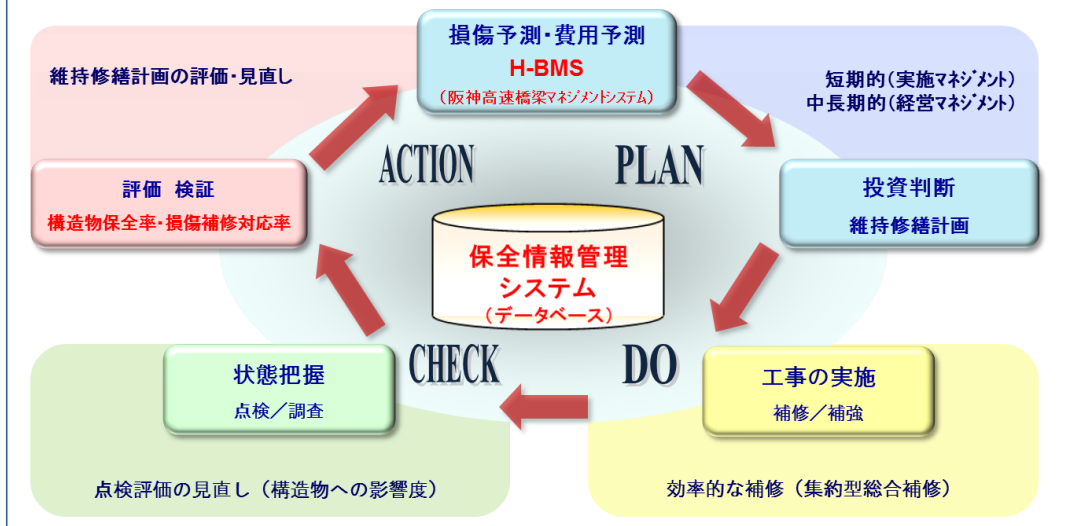 損傷予測・費用予測
H-BMS
（阪神高速橋梁マネジメントシステム）
維持修繕計画の評価・見直し
短期的（実施マネジメント）
中長期的（経営マネジメント）
ACTION
PLAN
評価 検証
構造物保全率・損傷補修対応率
投資判断
維持修繕計画
保全情報管理
システム
（データベース）
CHECK
DO
状態把握
点検／調査
工事の実施
補修／補強
点検評価の見直し（構造物への影響度）
効率的な補修（集約型総合補修）